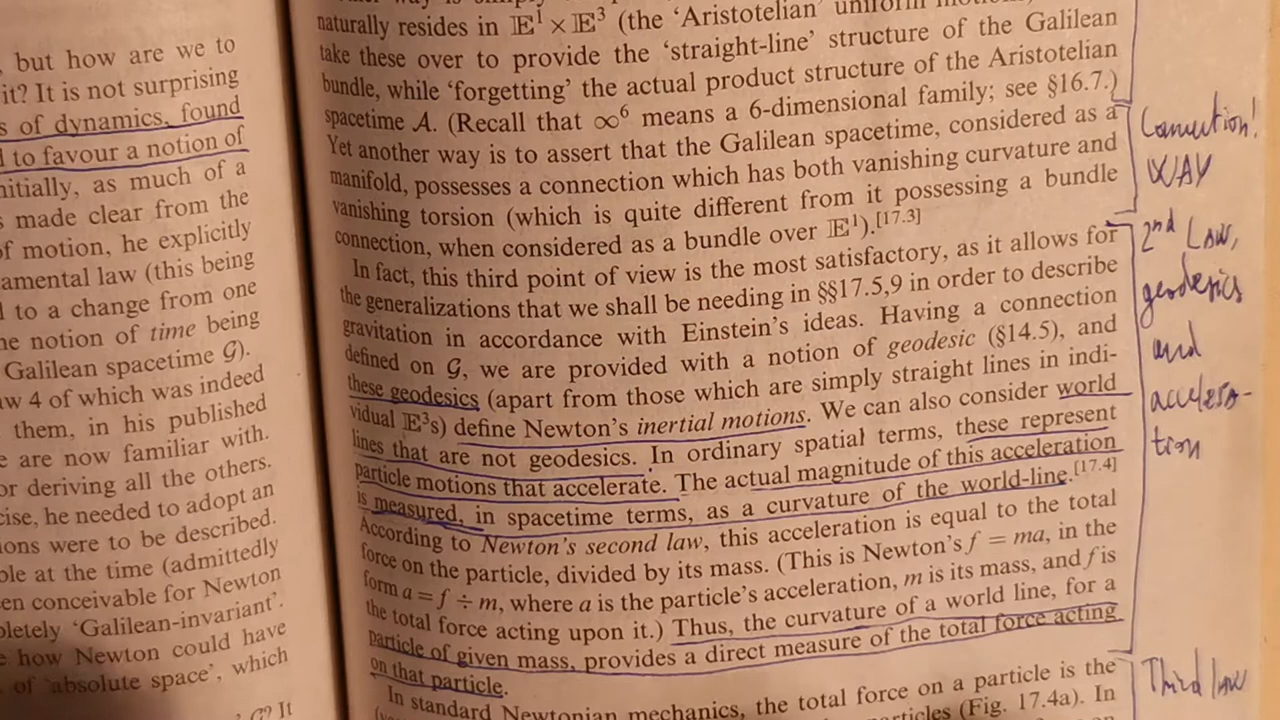 , but how are we to
it? It is not surprising
s of dynamics, found
d to favour a notion of
nitially, as much of a
s made clear from the
of motion, he explicitly
amental law (this being
d to a change from one
he notion of time being
Galilean spacetime G).
aw 4 of which was indeed
them, in his published
e are now familiar with.
or deriving all the others.
cise, he needed to adopt an
ions were to be described.
ole at the time (admittedly
en conceivable for Newton
pletely ‘Galilean-invariant’.
e how Newton could have
of ‘absolute space’, which
G? It
naturally resides in 𝔼¹ × 𝔼³ (the ‘Aristotelian’ uniform
take these over to provide the ‘straight-line’ structure of the Galilean
bundle, while ‘forgetting’ the actual product structure of the Aristotelian
spacetime A. (Recall that ∞⁶ means a 6-dimensional family; see §16.7.)
Yet another way is to assert that the Galilean spacetime, considered as a
manifold, possesses a connection which has both vanishing curvature and
vanishing torsion (which is quite different from it possessing a bundle
connection, when considered as a bundle over 𝔼¹).[17.3]
In fact, this third point of view is the most satisfactory, as it allows for
the generalizations that we shall be needing in §§17.5,9 in order to describe
gravitation in accordance with Einstein’s ideas. Having a connection
defined on G, we are provided with a notion of geodesic (§14.5), and
these geodesics (apart from those which are simply straight lines in indi-
vidual 𝔼³s) define Newton’s inertial motions. We can also consider world
lines that are not geodesics. In ordinary spatial terms, these represent
particle motions that accelerate. The actual magnitude of this acceleration
is measured, in spacetime terms, as a curvature of the world-line.[17.4]
According to Newton’s second law, this acceleration is equal to the total
force on the particle, divided by its mass. (This is Newton’s f = ma, in the
form a = f ÷ m, where a is the particle’s acceleration, m is its mass, and f is
the total force acting upon it.) Thus, the curvature of a world line, for a
particle of given mass, provides a direct measure of the total force acting
on that particle.
In standard Newtonian mechanics, the total force on a particle is the
articles (Fig. 17.4a). In
Connection!
WAY
2nd Law,
geodesics
and
accelera-
tion
Third law